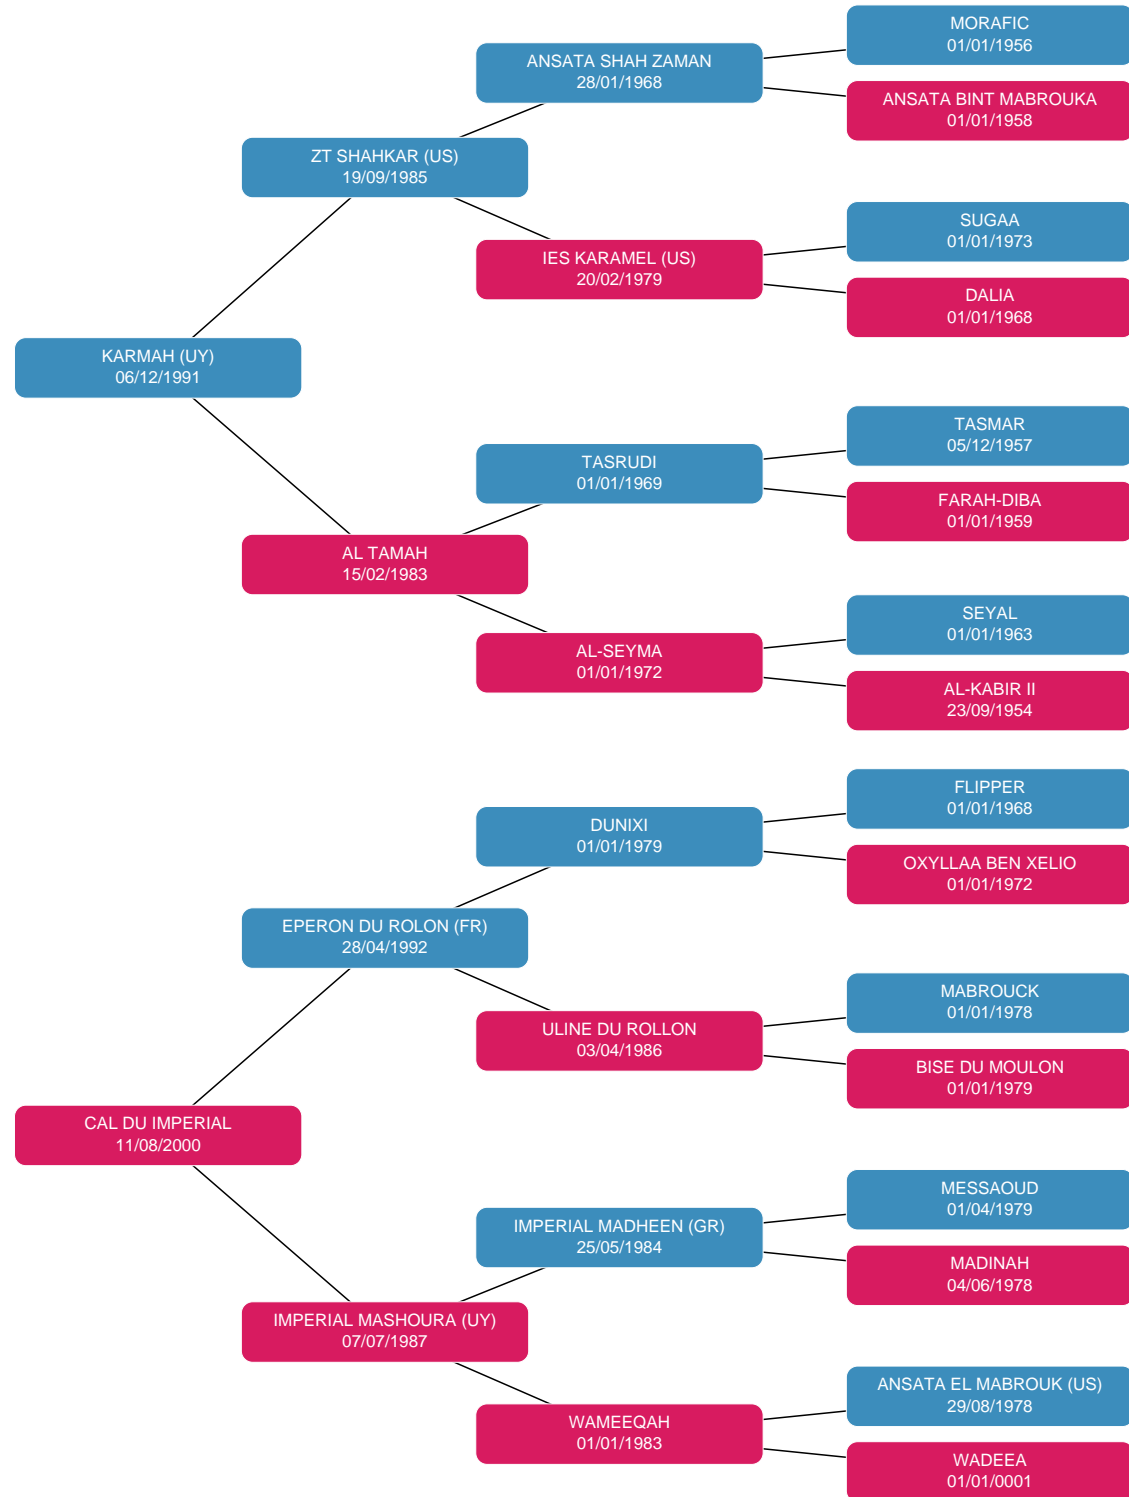 MORAFIC
01/01/1956
ANSATA SHAH ZAMAN
28/01/1968
ANSATA BINT MABROUKA
01/01/1958
ZT SHAHKAR (US)
19/09/1985
SUGAA
01/01/1973
IES KARAMEL (US)
20/02/1979
DALIA
01/01/1968
KARMAH (UY)
06/12/1991
TASMAR
05/12/1957
TASRUDI
01/01/1969
FARAH-DIBA
01/01/1959
AL TAMAH
15/02/1983
SEYAL
01/01/1963
AL-SEYMA
01/01/1972
AL-KABIR II
23/09/1954
FLIPPER
01/01/1968
DUNIXI
01/01/1979
OXYLLAA BEN XELIO
01/01/1972
EPERON DU ROLON (FR)
28/04/1992
MABROUCK
01/01/1978
ULINE DU ROLLON
03/04/1986
BISE DU MOULON
01/01/1979
CAL DU IMPERIAL
11/08/2000
MESSAOUD
01/04/1979
IMPERIAL MADHEEN (GR)
25/05/1984
MADINAH
04/06/1978
IMPERIAL MASHOURA (UY)
07/07/1987
ANSATA EL MABROUK (US)
29/08/1978
WAMEEQAH
01/01/1983
WADEEA
01/01/0001